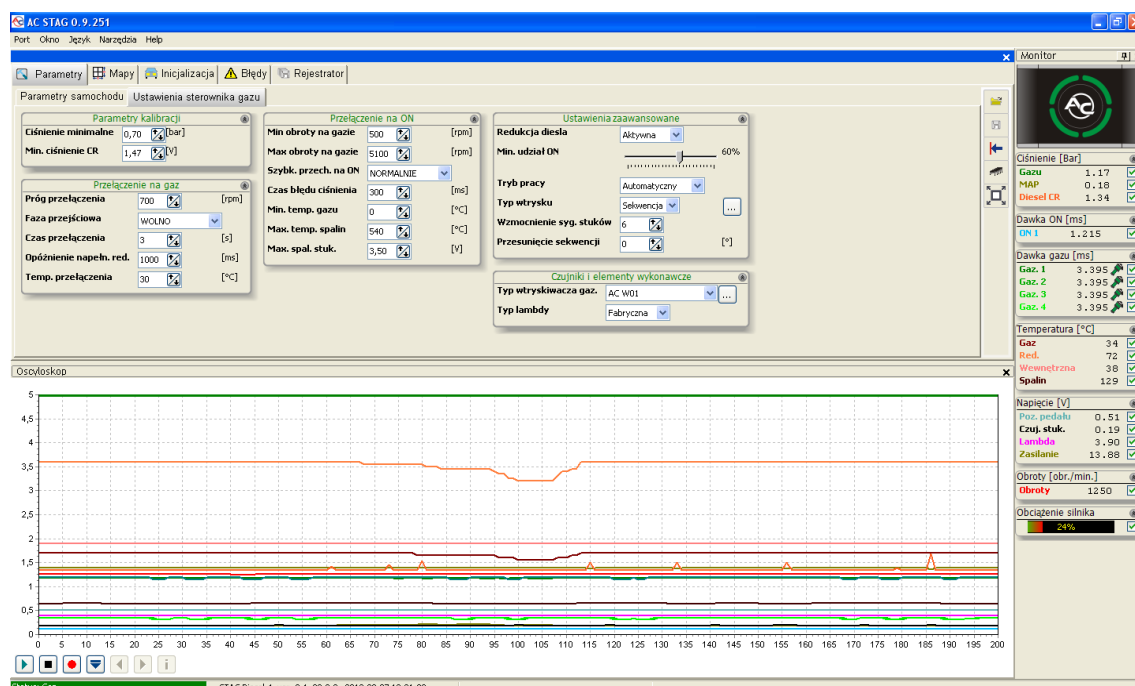 AC STAG 0.9.251
Port Okno Język Narzędzia Help
Parametry Mapy Inicjalizacja Błędy Rejestrator
Parametry samochodu Ustawienia sterownika gazu
Parametry kalibracji
Ciśnienie minimalne 0,70 [bar]
Min. ciśnienie CR 1,47 [V]
Przełączenie na gaz
Próg przełączenia 700 [rpm]
Faza przejściowa WOLNO
Czas przełączenia 3 [s]
Opóźnienie napełn. red. 1000 [ms]
Temp. przełączenia 30 [°C]
Przełączenie na ON
Min obroty na gazie 500 [rpm]
Max obroty na gazie 5100 [rpm]
Szybk. przech. na ON NORMALNIE
Czas błędu ciśnienia 300 [ms]
Min. temp. gazu 0 [°C]
Max. temp. spalin 540 [°C]
Max. spal. stuk. 3,50 [V]
Ustawienia zaawansowane
Redukcja diesla Aktywna
Min. udział ON 60%
Tryb pracy Automatyczny
Typ wtrysku Sekwencja ...
Wzmocnienie syg. stuków 6
Przesunięcie sekwencji 0 [°]
Czujniki i elementy wykonawcze
Typ wtryskiwacza gaz. AC W01 ...
Typ lambdy Fabryczna
Monitor
AC
Ciśnienie [Bar]
Gazu 1.17
MAP 0.18
Diesel CR 1.34
Dawka ON [ms]
ON 1 1.215
Dawka gazu [ms]
Gaz. 1 3.395
Gaz. 2 3.395
Gaz. 3 3.395
Gaz. 4 3.395
Temperatura [°C]
Gaz 34
Red. 72
Wewnętrzna 38
Spalin 129
Napięcie [V]
Poz. pedału 0.51
Czuj. stuk. 0.19
Lambda 3.90
Zasilanie 13.88
Obroty [obr./min.]
Obroty 1250
Obciążenie silnika
24%
Oscyloskop
5
4,5
4
3,5
3
2,5
2
1,5
1
0,5
0
0 5 10 15 20 25 30 35 40 45 50 55 60 65 70 75 80 85 90 95 100 105 110 115 120 125 130 135 140 145 150 155 160 165 170 175 180 185 190 195 200